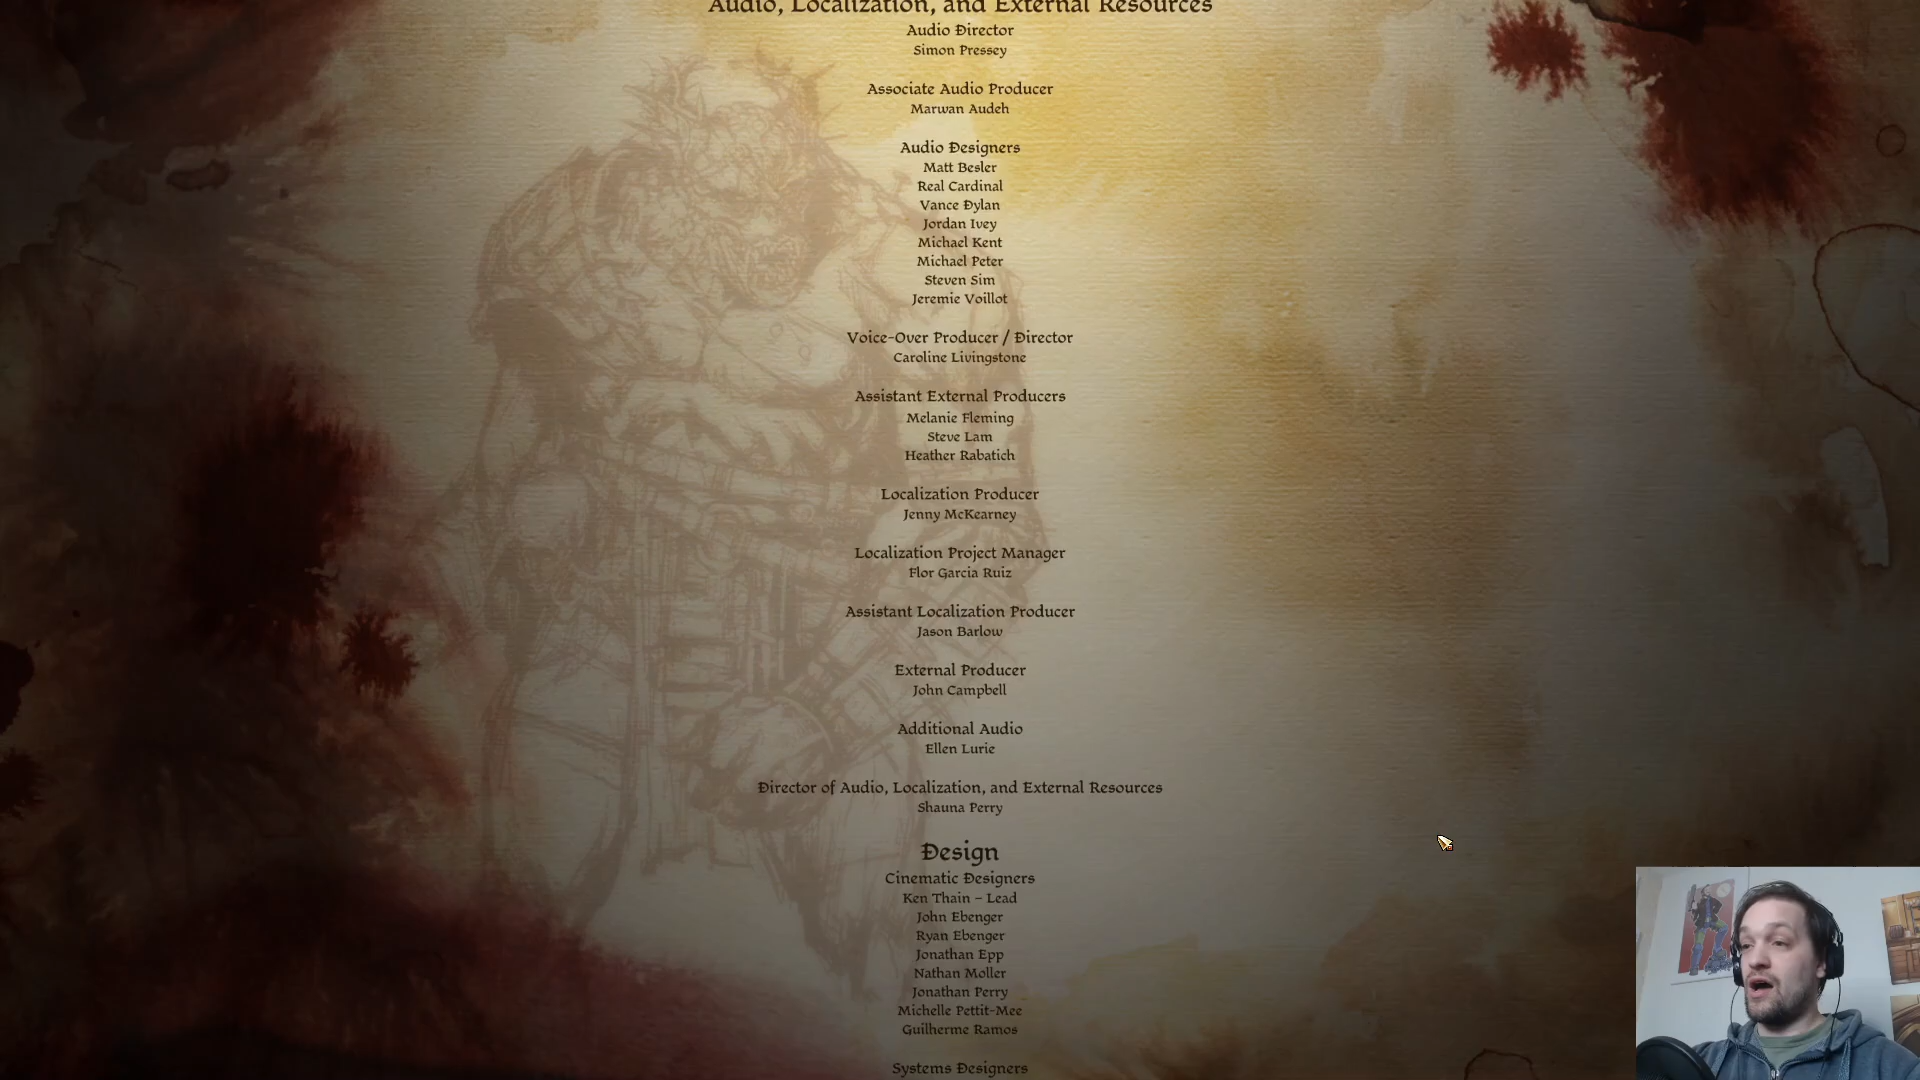 Audio, Localization, and External Resources
Audio Director
Simon Pressey
Associate Audio Producer
Marwan Audeh
Audio Designers
Matt Besler
Real Cardinal
Vance Dylan
Jordan Ivey
Michael Kent
Michael Peter
Steven Sim
Jeremie Voillot
Voice-Over Producer / Director
Caroline Livingstone
Assistant External Producers
Melanie Fleming
Steve Lam
Heather Rabatich
Localization Producer
Jenny McKearney
Localization Project Manager
Flor Garcia Ruiz
Assistant Localization Producer
Jason Barlow
External Producer
John Campbell
Additional Audio
Ellen Lurie
Director of Audio, Localization, and External Resources
Shauna Perry
Design
Cinematic Designers
Ken Thain – Lead
John Ebenger
Ryan Ebenger
Jonathan Epp
Nathan Moller
Jonathan Perry
Michelle Pettit-Mee
Guilherme Ramos
Systems Designers